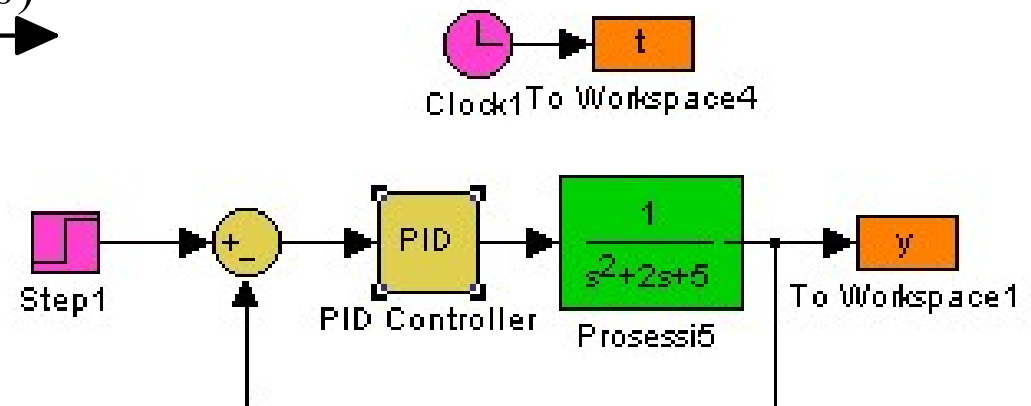 t
Clock1
To Workspace4
Step1
+
−
PID
PID Controller
1
s²+2s+5
Prosessi5
y
To Workspace1